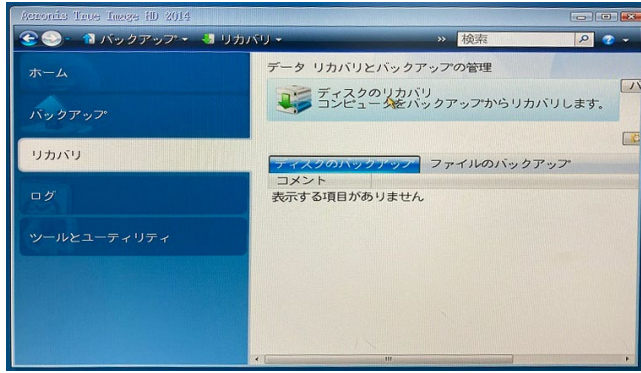 Acronis True Image HD 2014
バックアップ リカバリ » 検索
ホーム
バックアップ
リカバリ
ログ
ツールとユーティリティ
データ リカバリとバックアップの管理
ディスクのリカバリ
コンピュータをバックアップからリカバリします。
ディスクのバックアップ ファイルのバックアップ
コメント
表示する項目がありません